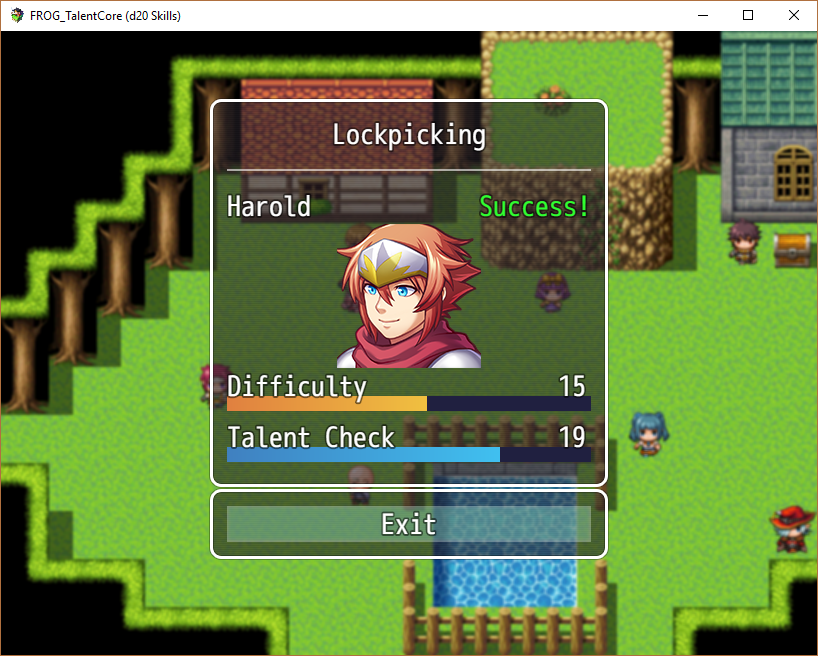 FROG_TalentCore (d20 Skills)
Lockpicking
Harold Success!
Difficulty 15
Talent Check 19
Exit